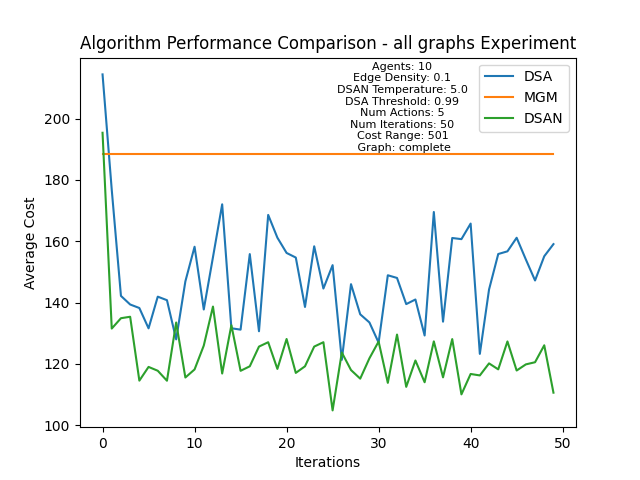 Algorithm Performance Comparison - all graphs Experiment
Agents: 10
Edge Density: 0.1
DSAN Temperature: 5.0
DSA Threshold: 0.99
Num Actions: 5
Num Iterations: 50
Cost Range: 501
Graph: complete
DSA
MGM
DSAN
Average Cost
200
180
160
140
120
100
0
10
20
30
40
50
Iterations